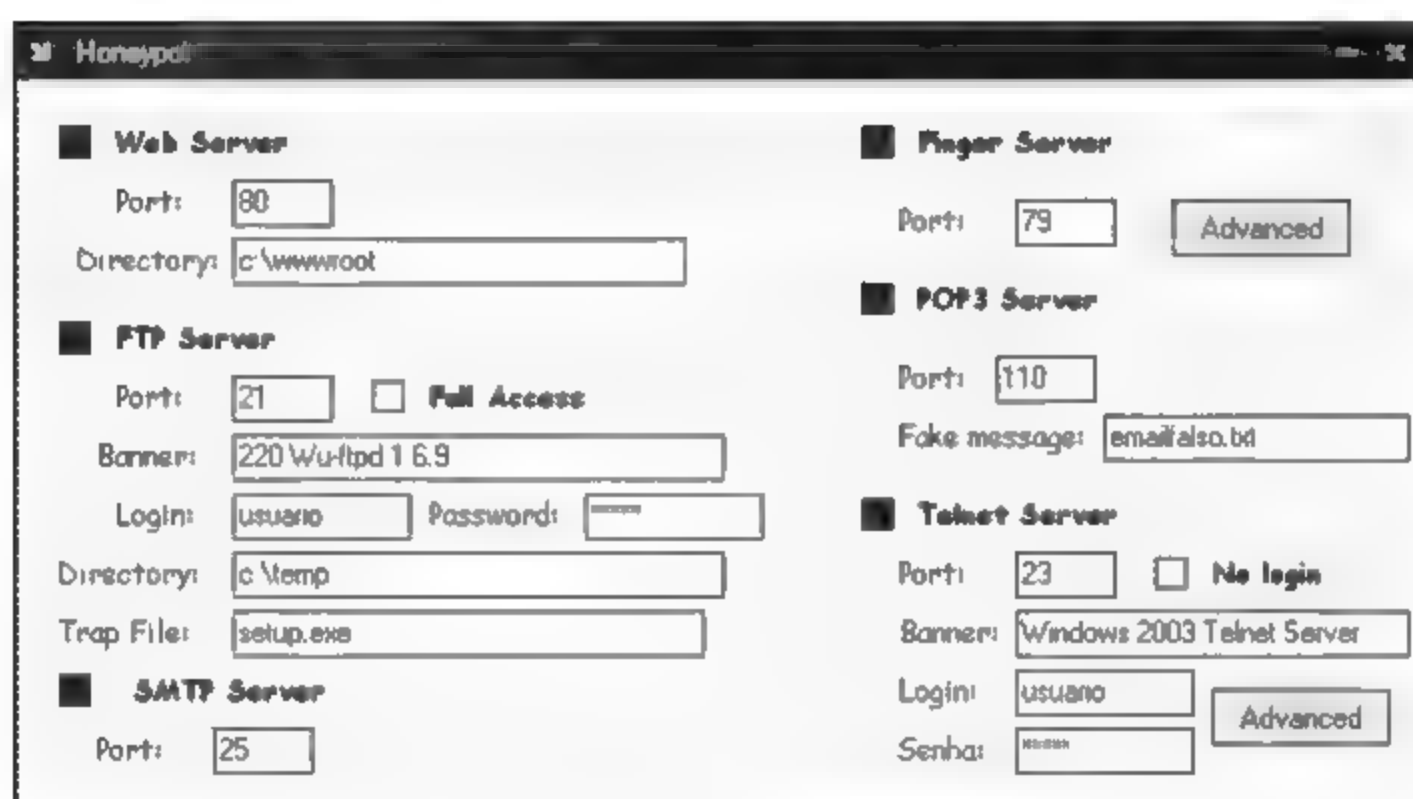 Honeypot
Web Server
Port: 80
Directory: c:\wwwroot
FTP Server
Port: 21 Full Access
Banner: 220 Wu-ftpd 1 6.9
Login: usuario Password:
Directory: c:\temp
Trap File: setup.exe
SMTP Server
Port: 25
Finger Server
Port: 79 Advanced
POP3 Server
Port: 110
Fake message: emailfalso.txt
Telnet Server
Port: 23 No login
Banner: Windows 2003 Telnet Server
Login: usuario
Advanced
Senha: